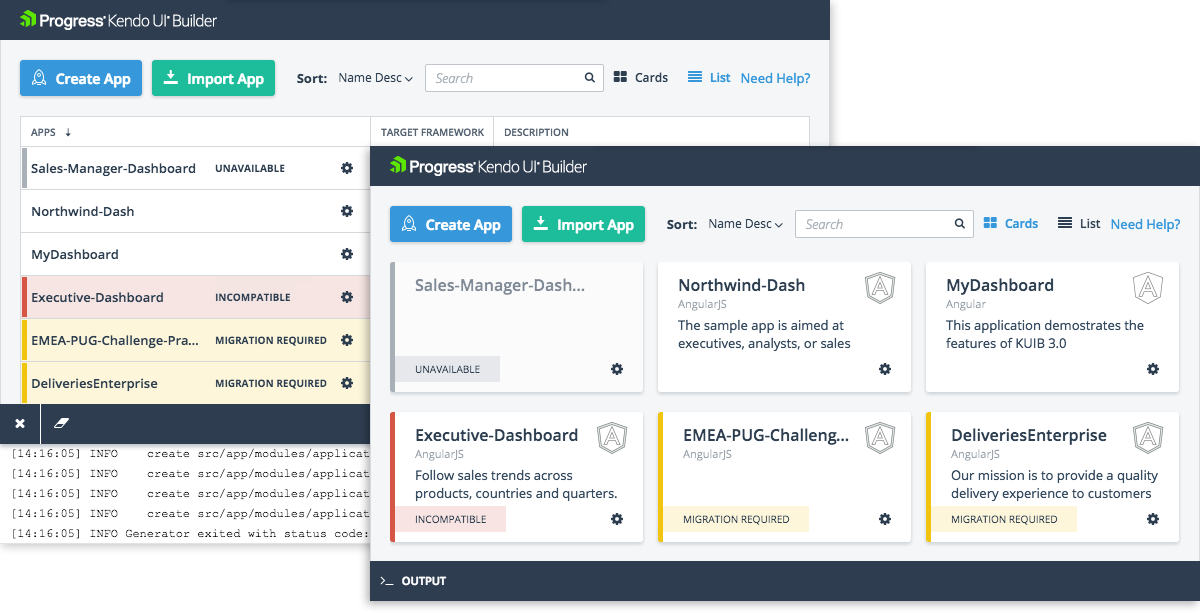 Progress Kendo UI Builder
Create App
Import App
Sort: Name Desc
Search
Cards
List
Need Help?
APPS
TARGET FRAMEWORK
DESCRIPTION
Sales-Manager-Dashboard UNAVAILABLE
Northwind-Dash
MyDashboard
Executive-Dashboard INCOMPATIBLE
EMEA-PUG-Challenge-Pra... MIGRATION REQUIRED
DeliveriesEnterprise MIGRATION REQUIRED
[14:16:05] INFO create src/app/modules/applicat
[14:16:05] INFO create src/app/modules/applicat
[14:16:05] INFO create src/app/modules/applicat
[14:16:05] INFO create src/app/modules/applicat
[14:16:05] INFO Generator exited with status code:
Progress Kendo UI Builder
Create App
Import App
Sort: Name Desc
Search
Cards
List
Need Help?
Sales-Manager-Dash...
UNAVAILABLE
Northwind-Dash
AngularJS
The sample app is aimed at
executives, analysts, or sales
MyDashboard
Angular
This application demostrates the
features of KUIB 3.0
Executive-Dashboard
AngularJS
Follow sales trends across
products, countries and quarters.
INCOMPATIBLE
EMEA-PUG-Challeng...
AngularJS
MIGRATION REQUIRED
DeliveriesEnterprise
AngularJS
Our mission is to provide a quality
delivery experience to customers
MIGRATION REQUIRED
OUTPUT